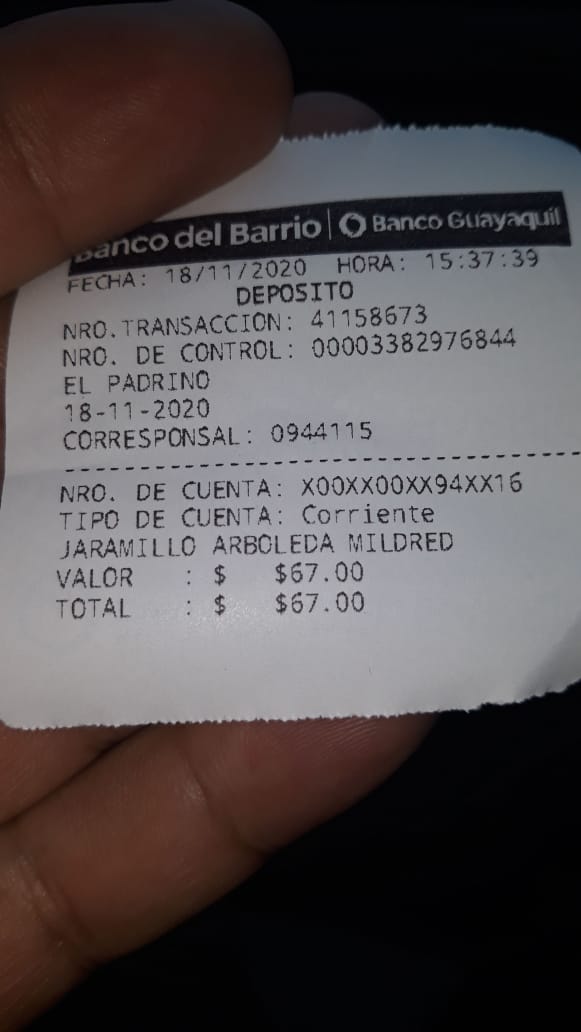 Banco del Barrio | Banco Guayaquil
FECHA: 18/11/2020 HORA: 15:37:39
DEPOSITO
NRO.TRANSACCION: 41158673
NRO. DE CONTROL: 00003382976844
EL PADRINO
18-11-2020
CORRESPONSAL: 0944115
NRO. DE CUENTA: X00XX00XX94XX16
TIPO DE CUENTA: Corriente
JARAMILLO ARBOLEDA MILDRED
VALOR : $ $67.00
TOTAL : $ $67.00